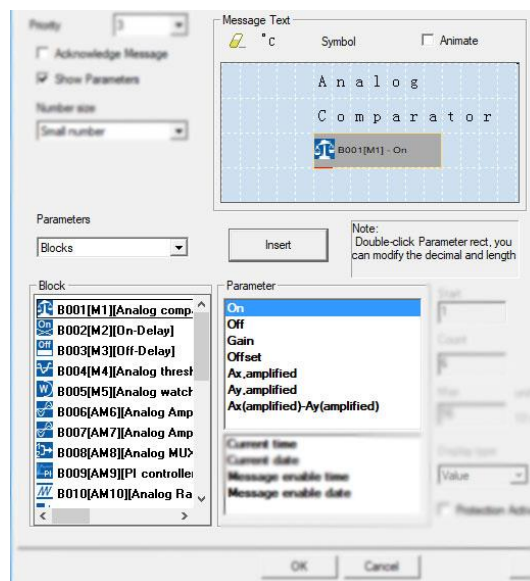 Priority
3
Acknowledge Message
Show Parameters
Number size
Small number
Message Text
°C
Symbol
Animate
Analog
Comparator
B001[M1] - On
Parameters
Blocks
Insert
Note:
Double-click Parameter rect, you
can modify the decimal and length
Block
B001[M1][Analog comp
B002[M2][On-Delay]
B003[M3][Off-Delay]
B004[M4][Analog thresh
B005[M5][Analog watch
B006[AM6][Analog Amp
B007[AM7][Analog Amp
B008[AM8][Analog MUX
B009[AM9][PI controller
B010[AM10][Analog Ra
Parameter
On
Off
Gain
Offset
Ax,amplified
Ay,amplified
Ax(amplified)-Ay(amplified)
Current time
Current date
Message enable time
Message enable date
Start
1
Count
Display type
Value
OK
Cancel